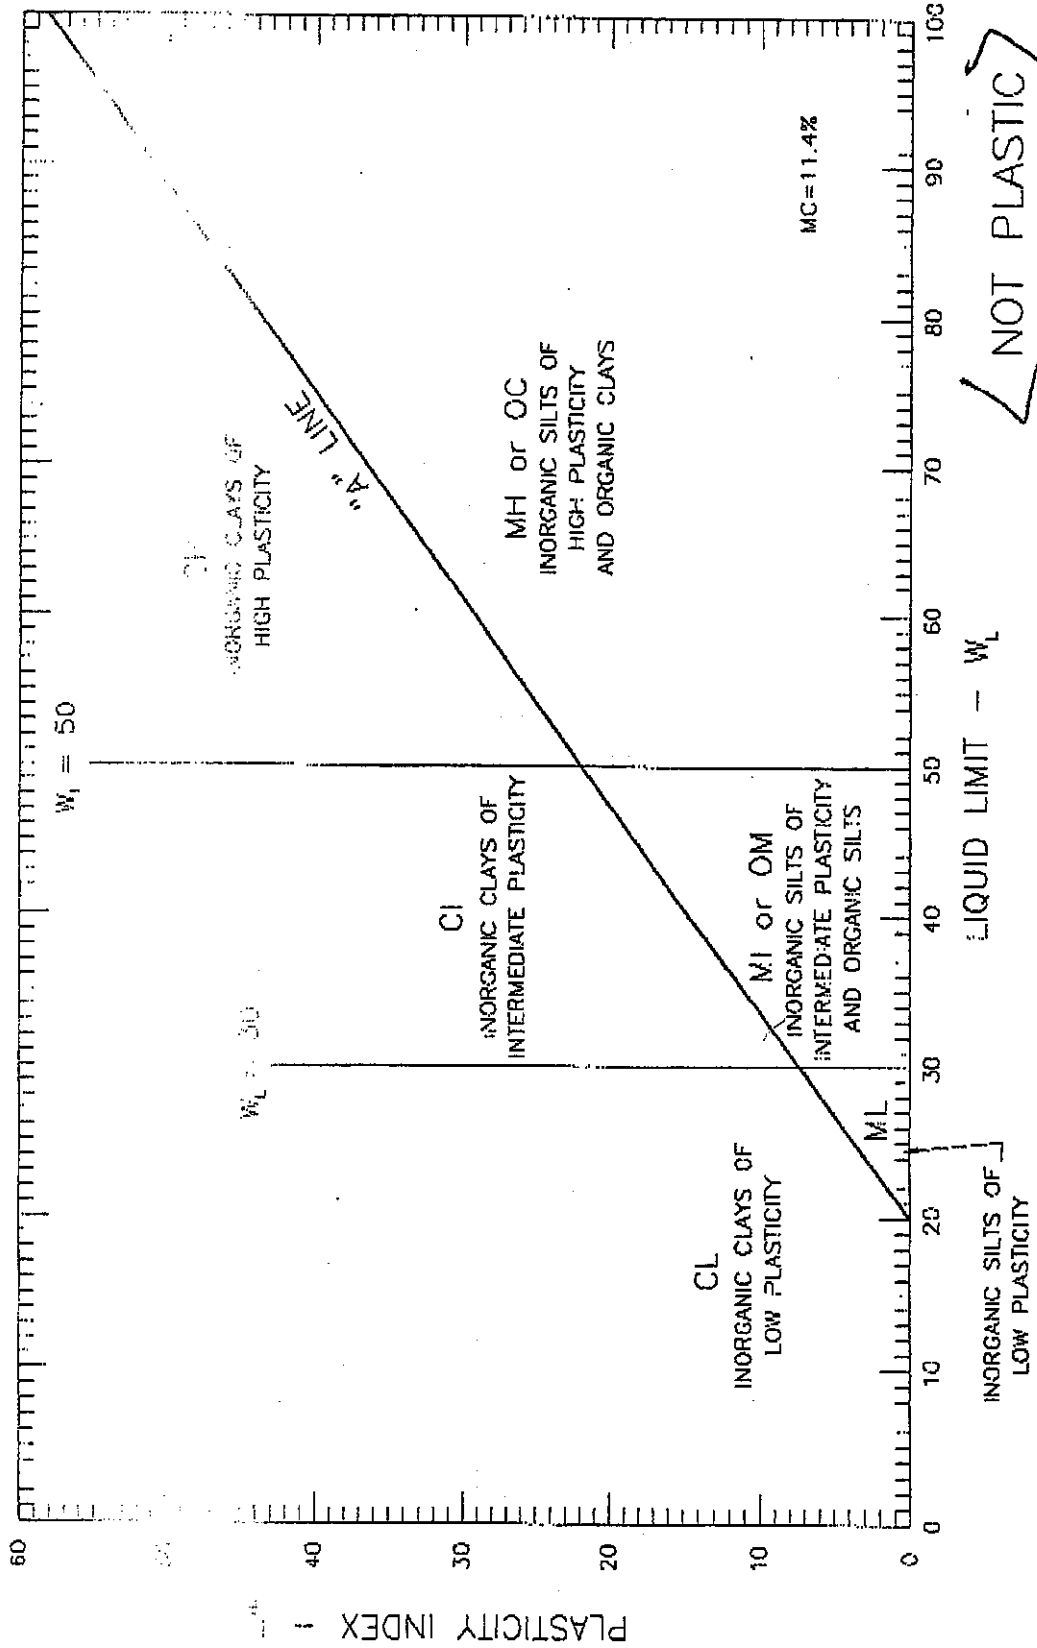 60
40
30
20
10
0
PLASTICITY INDEX -
W = 50
W = 30
HIGH PLASTICITY
"A" LINE
CI
INORGANIC CLAYS OF
INTERMEDIATE PLASTICITY
MH or OC
INORGANIC SILTS OF
HIGH PLASTICITY
AND ORGANIC CLAYS
CL
INORGANIC CLAYS OF
LOW PLASTICITY
MI or OM
INORGANIC SILTS OF
INTERMEDIATE PLASTICITY
AND ORGANIC SILTS
ML
MC=11.4%
0
10
20
30
40
50
60
70
80
90
100
INORGANIC SILTS OF
LOW PLASTICITY
LIQUID LIMIT - WL
NOT PLASTIC